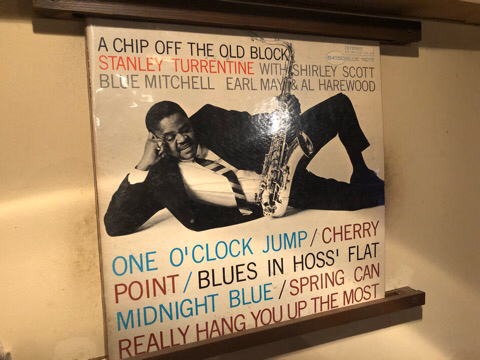 A CHIP OFF THE OLD BLOCK
STANLEY TURRENTINE WITH SHIRLEY SCOTT
BLUE MITCHELL EARL MAY & AL HAREWOOD
ONE O'CLOCK JUMP / CHERRY
POINT / BLUES IN HOSS' FLAT
MIDNIGHT BLUE / SPRING CAN
REALLY HANG YOU UP THE MOST